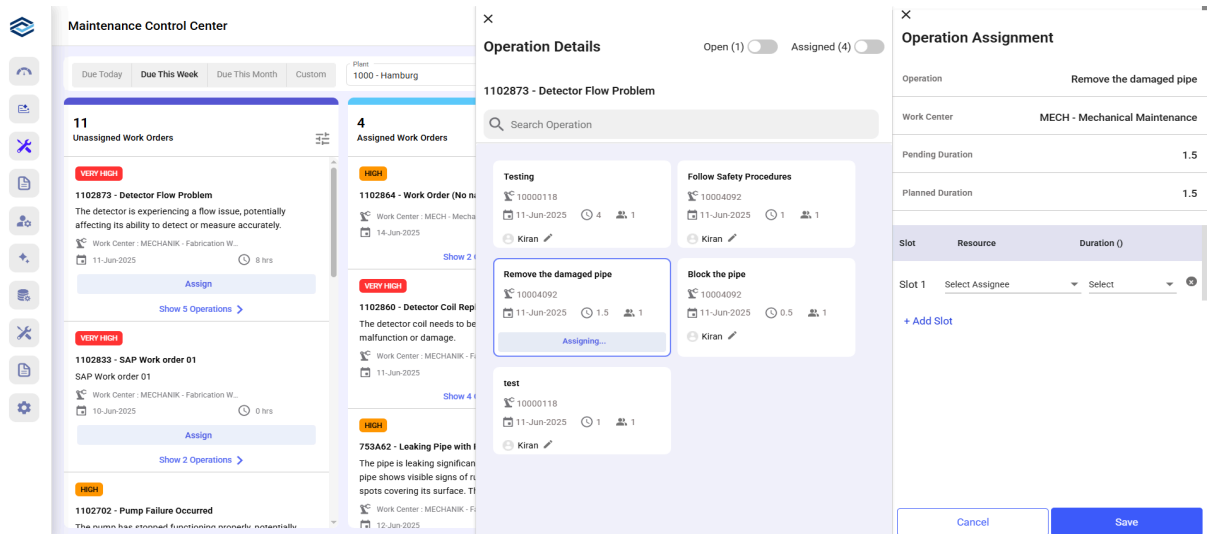 Maintenance Control Center
Due Today Due This Week Due This Month Custom
Plant
1000 - Hamburg
11
Unassigned Work Orders
VERY HIGH
1102873 - Detector Flow Problem
The detector is experiencing a flow issue, potentially
affecting its ability to detect or measure accurately.
Work Center : MECHANIK - Fabrication W...
11-Jun-2025 8 hrs
Assign
Show 5 Operations
VERY HIGH
1102833 - SAP Work order 01
SAP Work order 01
Work Center : MECHANIK - Fabrication W...
10-Jun-2025 0 hrs
Assign
Show 2 Operations
HIGH
1102702 - Pump Failure Occurred
The pump has stopped functioning properly, potentially
4
Assigned Work Orders
HIGH
1102864 - Work Order (No na
Work Center : MECH - Mecha
14-Jun-2025
Show 2
VERY HIGH
1102860 - Detector Coil Repl
The detector coil needs to be
malfunction or damage.
Work Center : MECHANIK - Fa
11-Jun-2025
Show 4
HIGH
753A62 - Leaking Pipe with
The pipe is leaking significan
pipe shows visible signs of ru
spots covering its surface. Th
Work Center : MECHANIK - Fa
12-Jun-2025
Operation Details Open (1) Assigned (4)
1102873 - Detector Flow Problem
Search Operation
Testing
10000118
11-Jun-2025 4 1
Kiran
Follow Safety Procedures
10004092
11-Jun-2025 1 1
Kiran
Remove the damaged pipe
10004092
11-Jun-2025 1.5 1
Assigning...
Block the pipe
10004092
11-Jun-2025 0.5 1
Kiran
test
10000118
11-Jun-2025 1 1
Kiran
Operation Assignment
Operation Remove the damaged pipe
Work Center MECH - Mechanical Maintenance
Pending Duration 1.5
Planned Duration 1.5
Slot Resource Duration ()
Slot 1 Select Assignee Select
+ Add Slot
Cancel Save